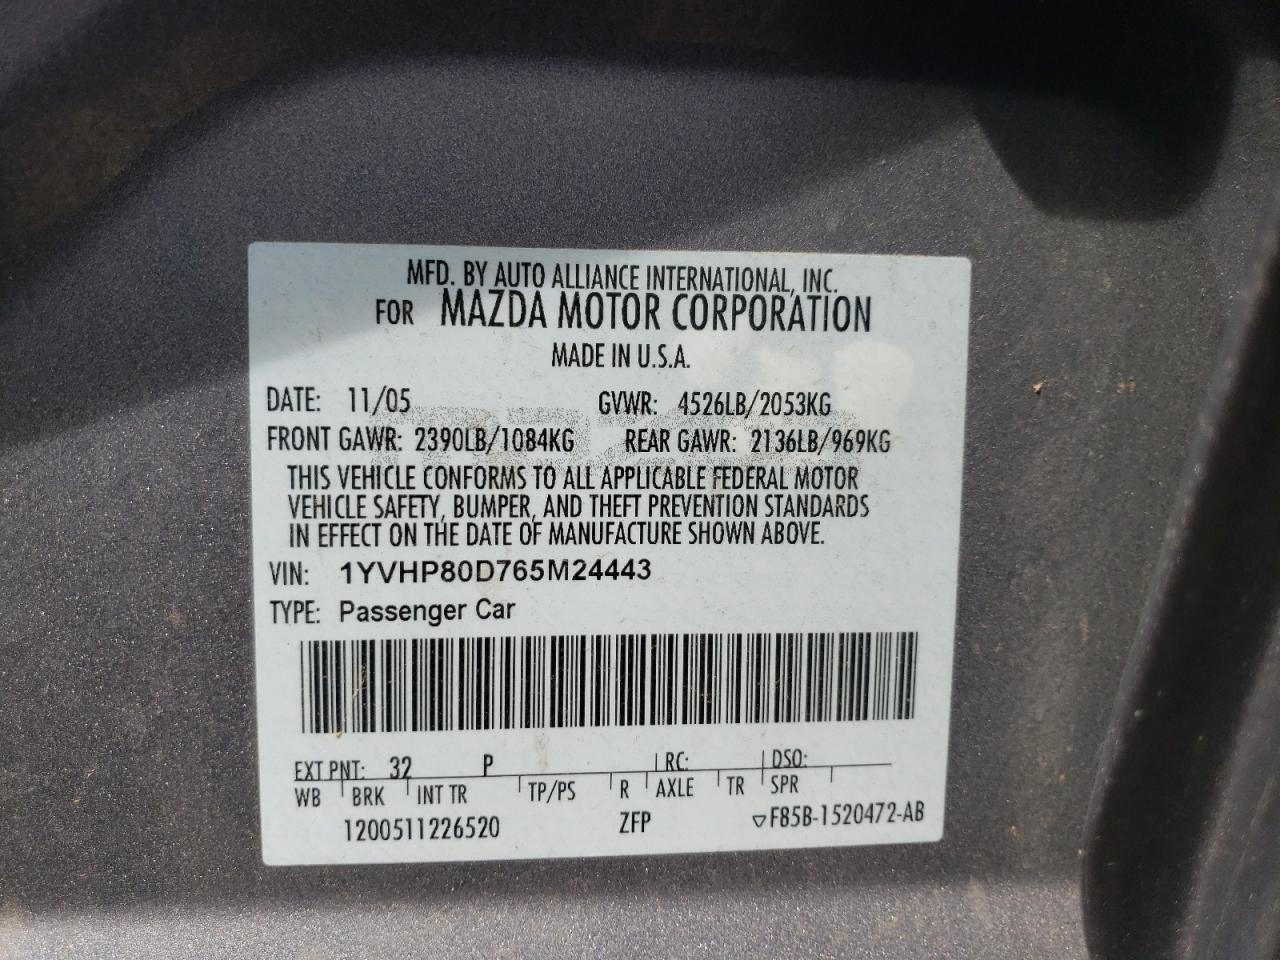 MFD. BY AUTO ALLIANCE INTERNATIONAL, INC.
FOR MAZDA MOTOR CORPORATION
MADE IN U.S.A.
DATE: 11/05 GVWR: 4526LB/2053KG
FRONT GAWR: 2390LB/1084KG REAR GAWR: 2136LB/969KG
THIS VEHICLE CONFORMS TO ALL APPLICABLE FEDERAL MOTOR
VEHICLE SAFETY, BUMPER, AND THEFT PREVENTION STANDARDS
IN EFFECT ON THE DATE OF MANUFACTURE SHOWN ABOVE.
VIN: 1YVHP80D765M24443
TYPE: Passenger Car
EXT PNT: 32 P RC: DSO:
WB BRK INT TR TP/PS R AXLE TR SPR
1200511226520 ZFP ▽F85B-1520472-AB